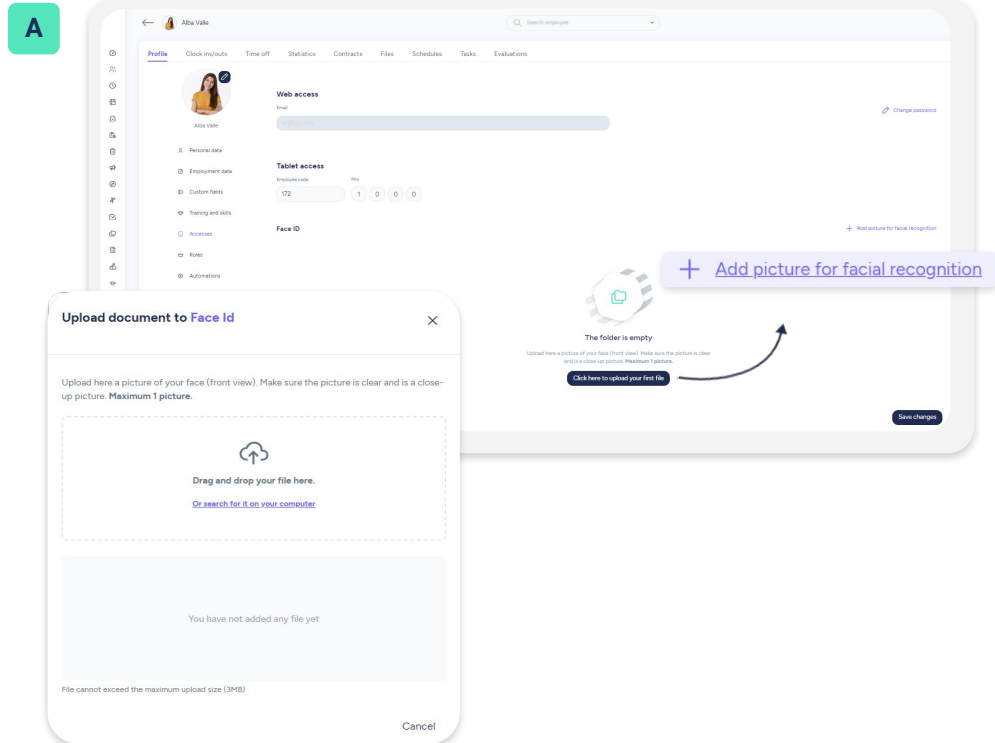 A
Alba Valle
Search employee
Profile
Clock ins/outs
Time off
Statistics
Contracts
Files
Schedules
Tasks
Evaluations
Alba Valle
Personal data
Employment data
Custom fields
Training and skills
Accesses
Roles
Automations
Web access
Email
Change password
Tablet access
Employee code
PIN
172
1 0 0 0
Face ID
Add picture for facial recognition
Add picture for facial recognition
The folder is empty
Upload here a picture of your face (front view). Make sure the picture is clear
and is a close-up picture. Maximum 1 picture.
Click here to upload your first file
Save changes
Upload document to Face Id
Upload here a picture of your face (front view). Make sure the picture is clear and is a close-
up picture. Maximum 1 picture.
Drag and drop your file here.
Or search for it on your computer
You have not added any file yet
File cannot exceed the maximum upload size (3MB)
Cancel